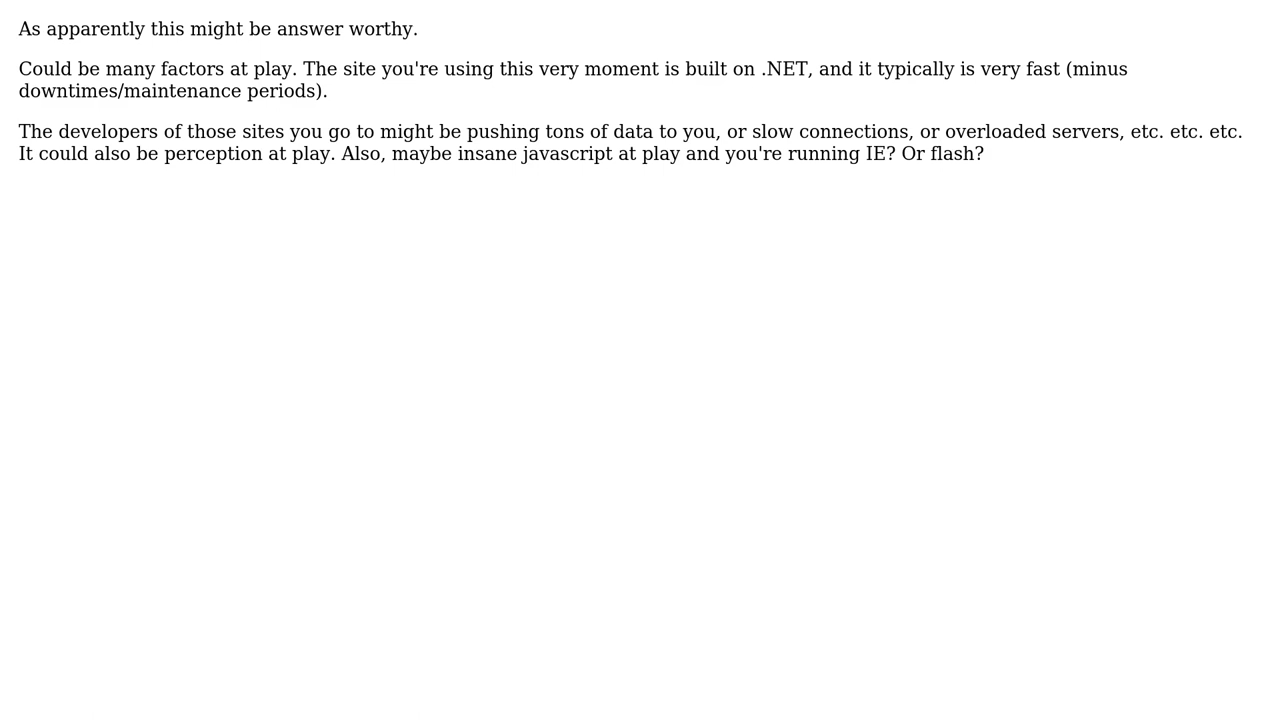 As apparently this might be answer worthy.
Could be many factors at play. The site you're using this very moment is built on .NET, and it typically is very fast (minus
downtimes/maintenance periods).
The developers of those sites you go to might be pushing tons of data to you, or slow connections, or overloaded servers, etc. etc. etc.
It could also be perception at play. Also, maybe insane javascript at play and you're running IE? Or flash?